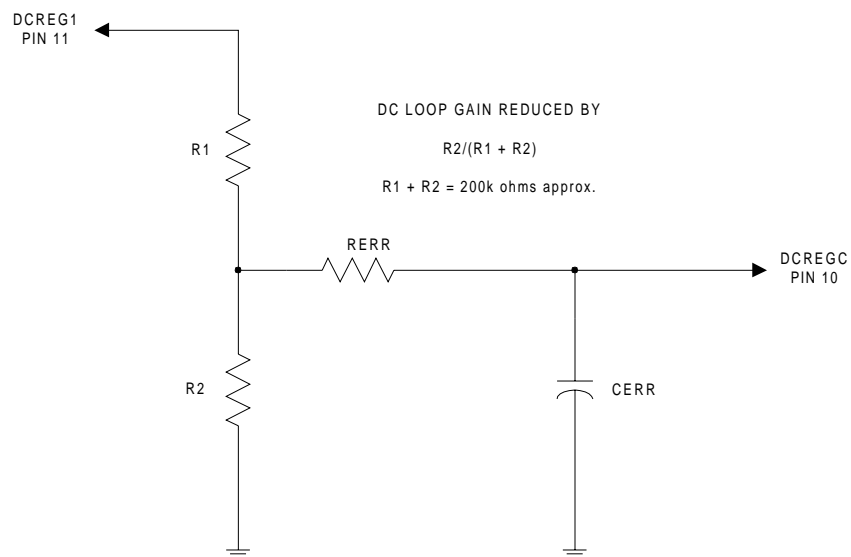 DCREG1
PIN 11
DC LOOP GAIN REDUCED BY
R1
R2/(R1 + R2)
R1 + R2 = 200k ohms approx.
RERR
DCREGC
PIN 10
R2
CERR